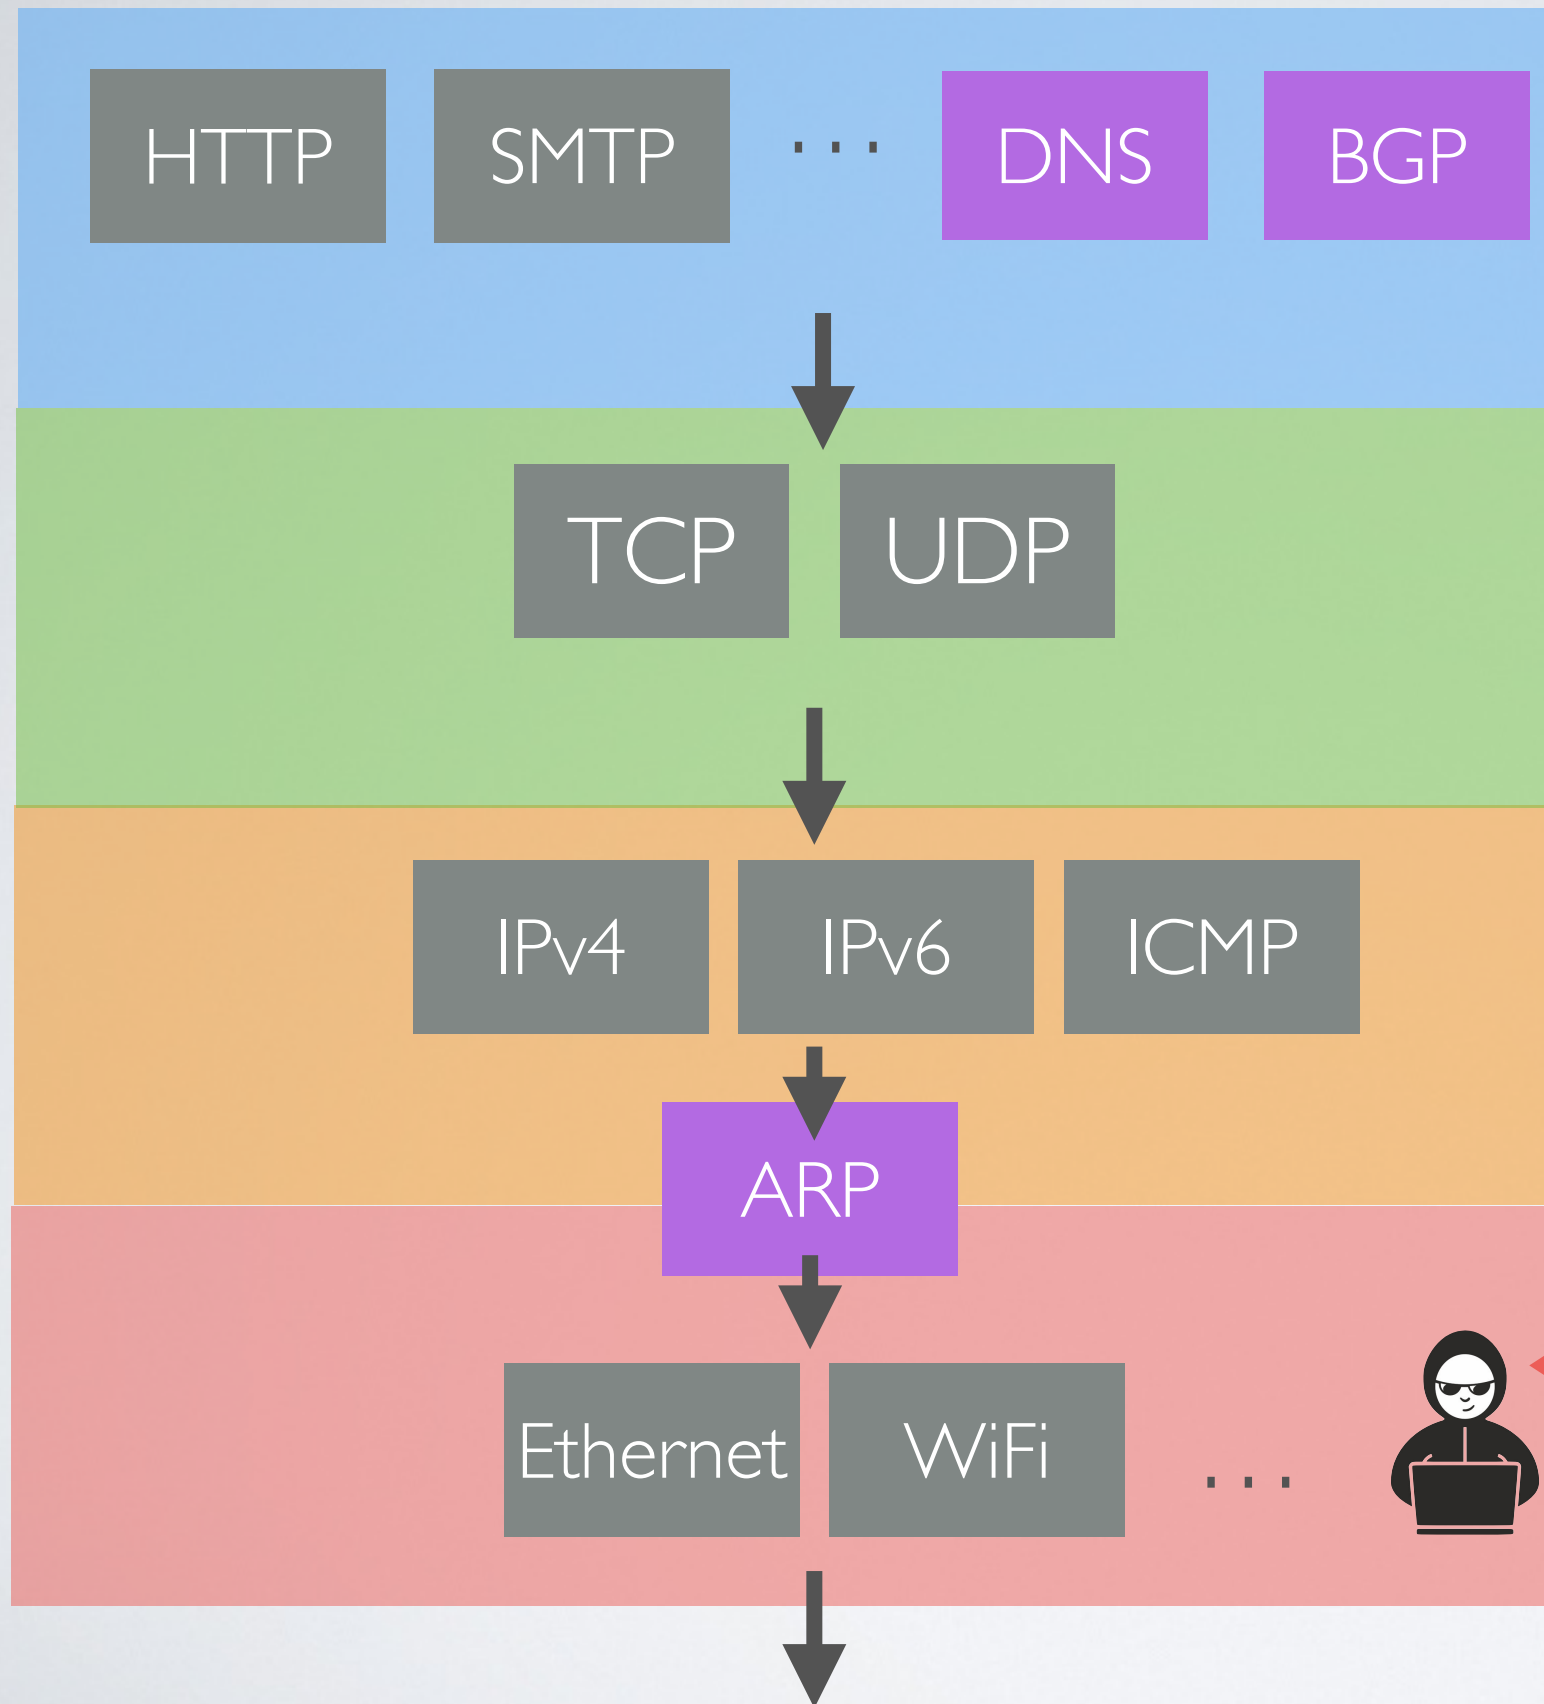 HTTP SMTP ... DNS BGP
TCP UDP
IPv4 IPv6 ICMP
ARP
Ethernet WiFi ...